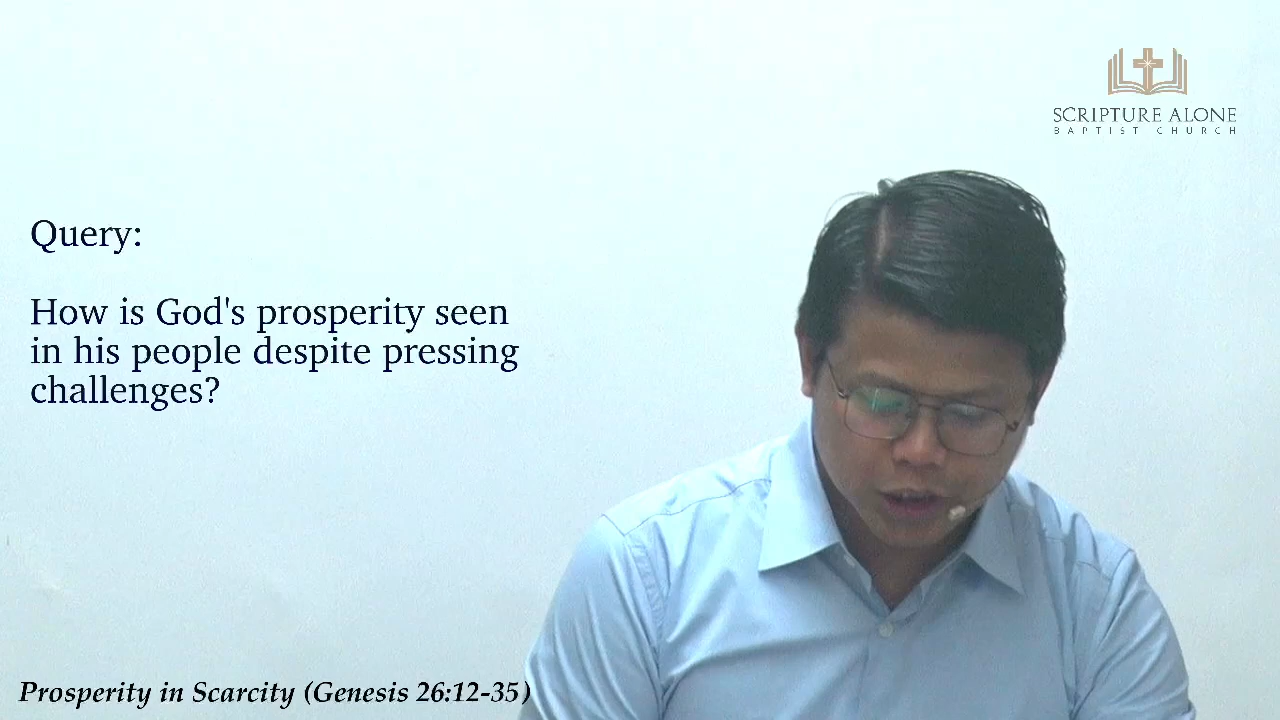 SCRIPTURE ALONE
BAPTIST CHURCH
Query:
How is God's prosperity seen
in his people despite pressing
challenges?
Prosperity in Scarcity (Genesis 26:12-35)